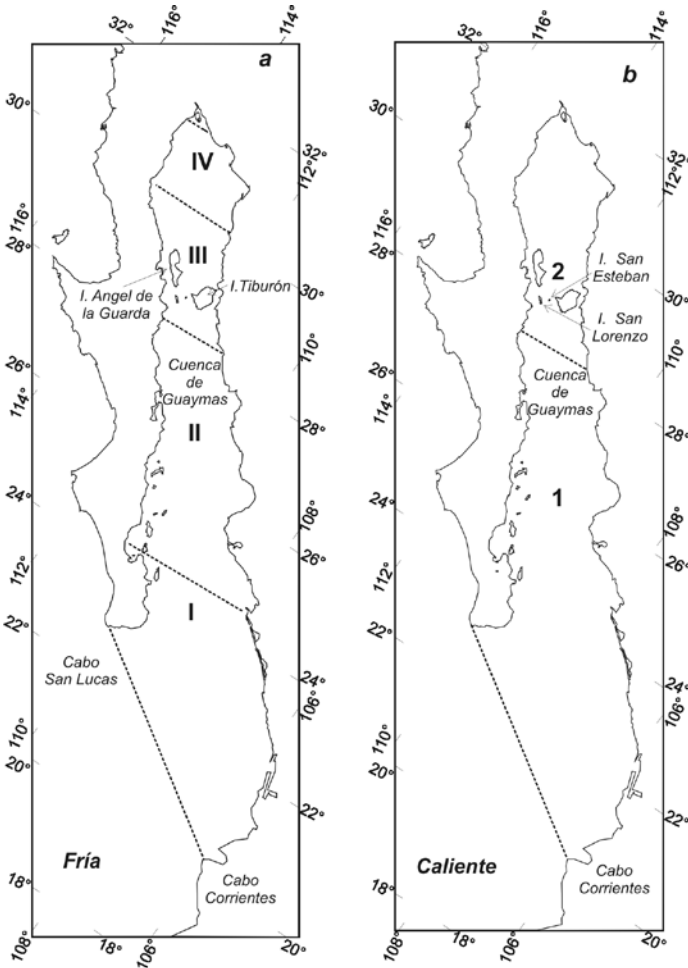 32°
116°
114°
a
30°
IV
32°
112°
116°
28°
III
I. Angel de
la Guarda
I.Tiburón
30°
110°
26°
114°
Cuenca
de
Guaymas
28°
II
24°
108°
26°
112°
I
22°
Cabo
San Lucas
24°
106°
110°
20°
22°
Fría
Cabo
Corrientes
18°
108°
18°
106°
20°
32°
116°
114°
b
30°
32°
112°
116°
28°
2
I. San
Esteban
I. San
Lorenzo
30°
110°
26°
114°
Cuenca
de
Guaymas
28°
1
24°
108°
26°
112°
22°
24°
106°
110°
20°
22°
Caliente
Cabo
Corrientes
18°
108°
18°
106°
20°